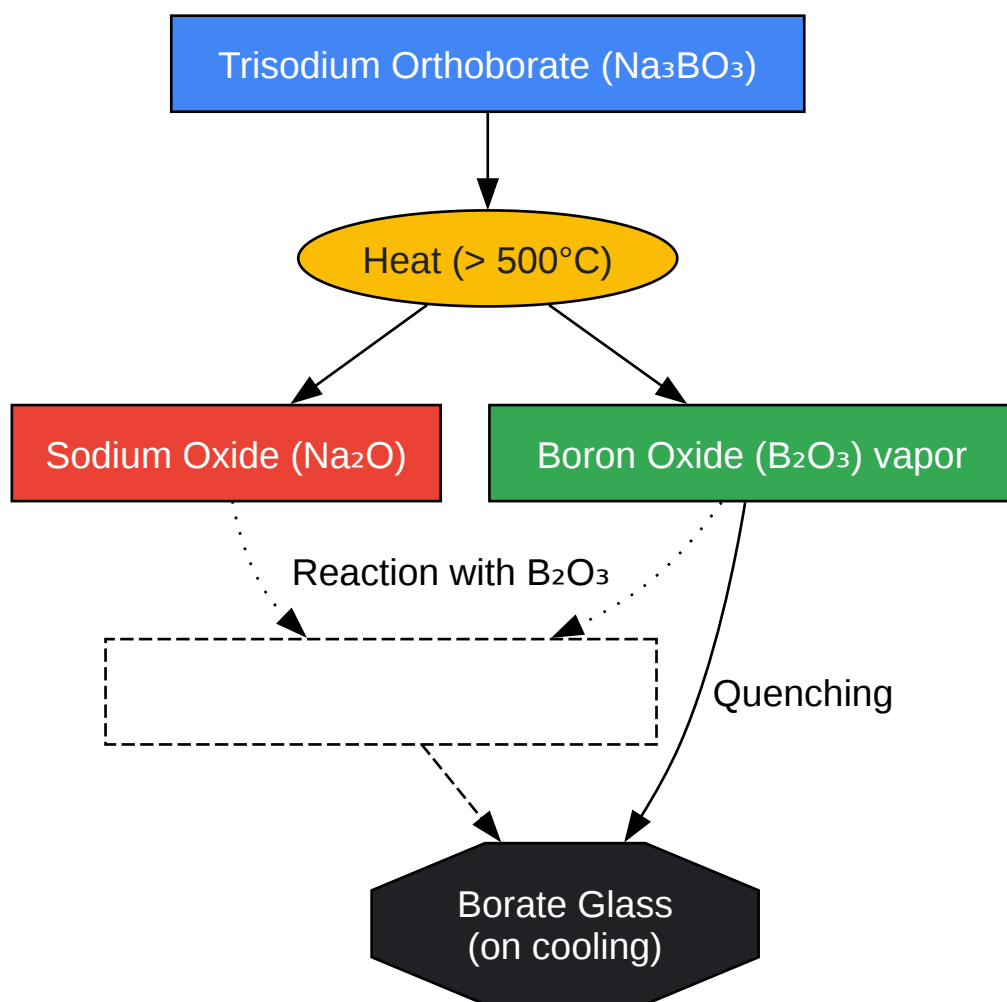 Trisodium Orthoborate (Na₃BO₃)
Heat (> 500°C)
Sodium Oxide (Na₂O)
Boron Oxide (B₂O₃) vapor
Reaction with B₂O₃
Quenching
Borate Glass
(on cooling)